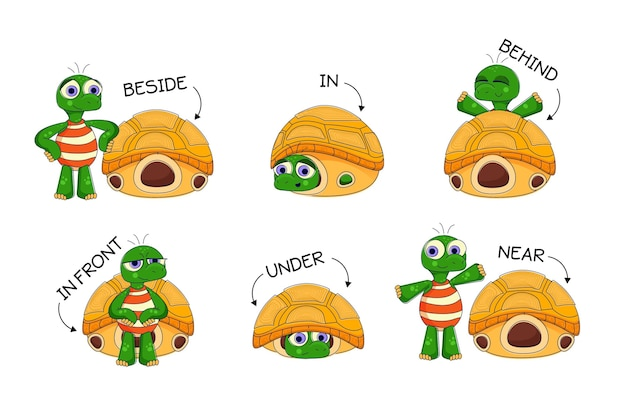 BESIDE
IN
BEHIND
IN FRONT
UNDER
NEAR